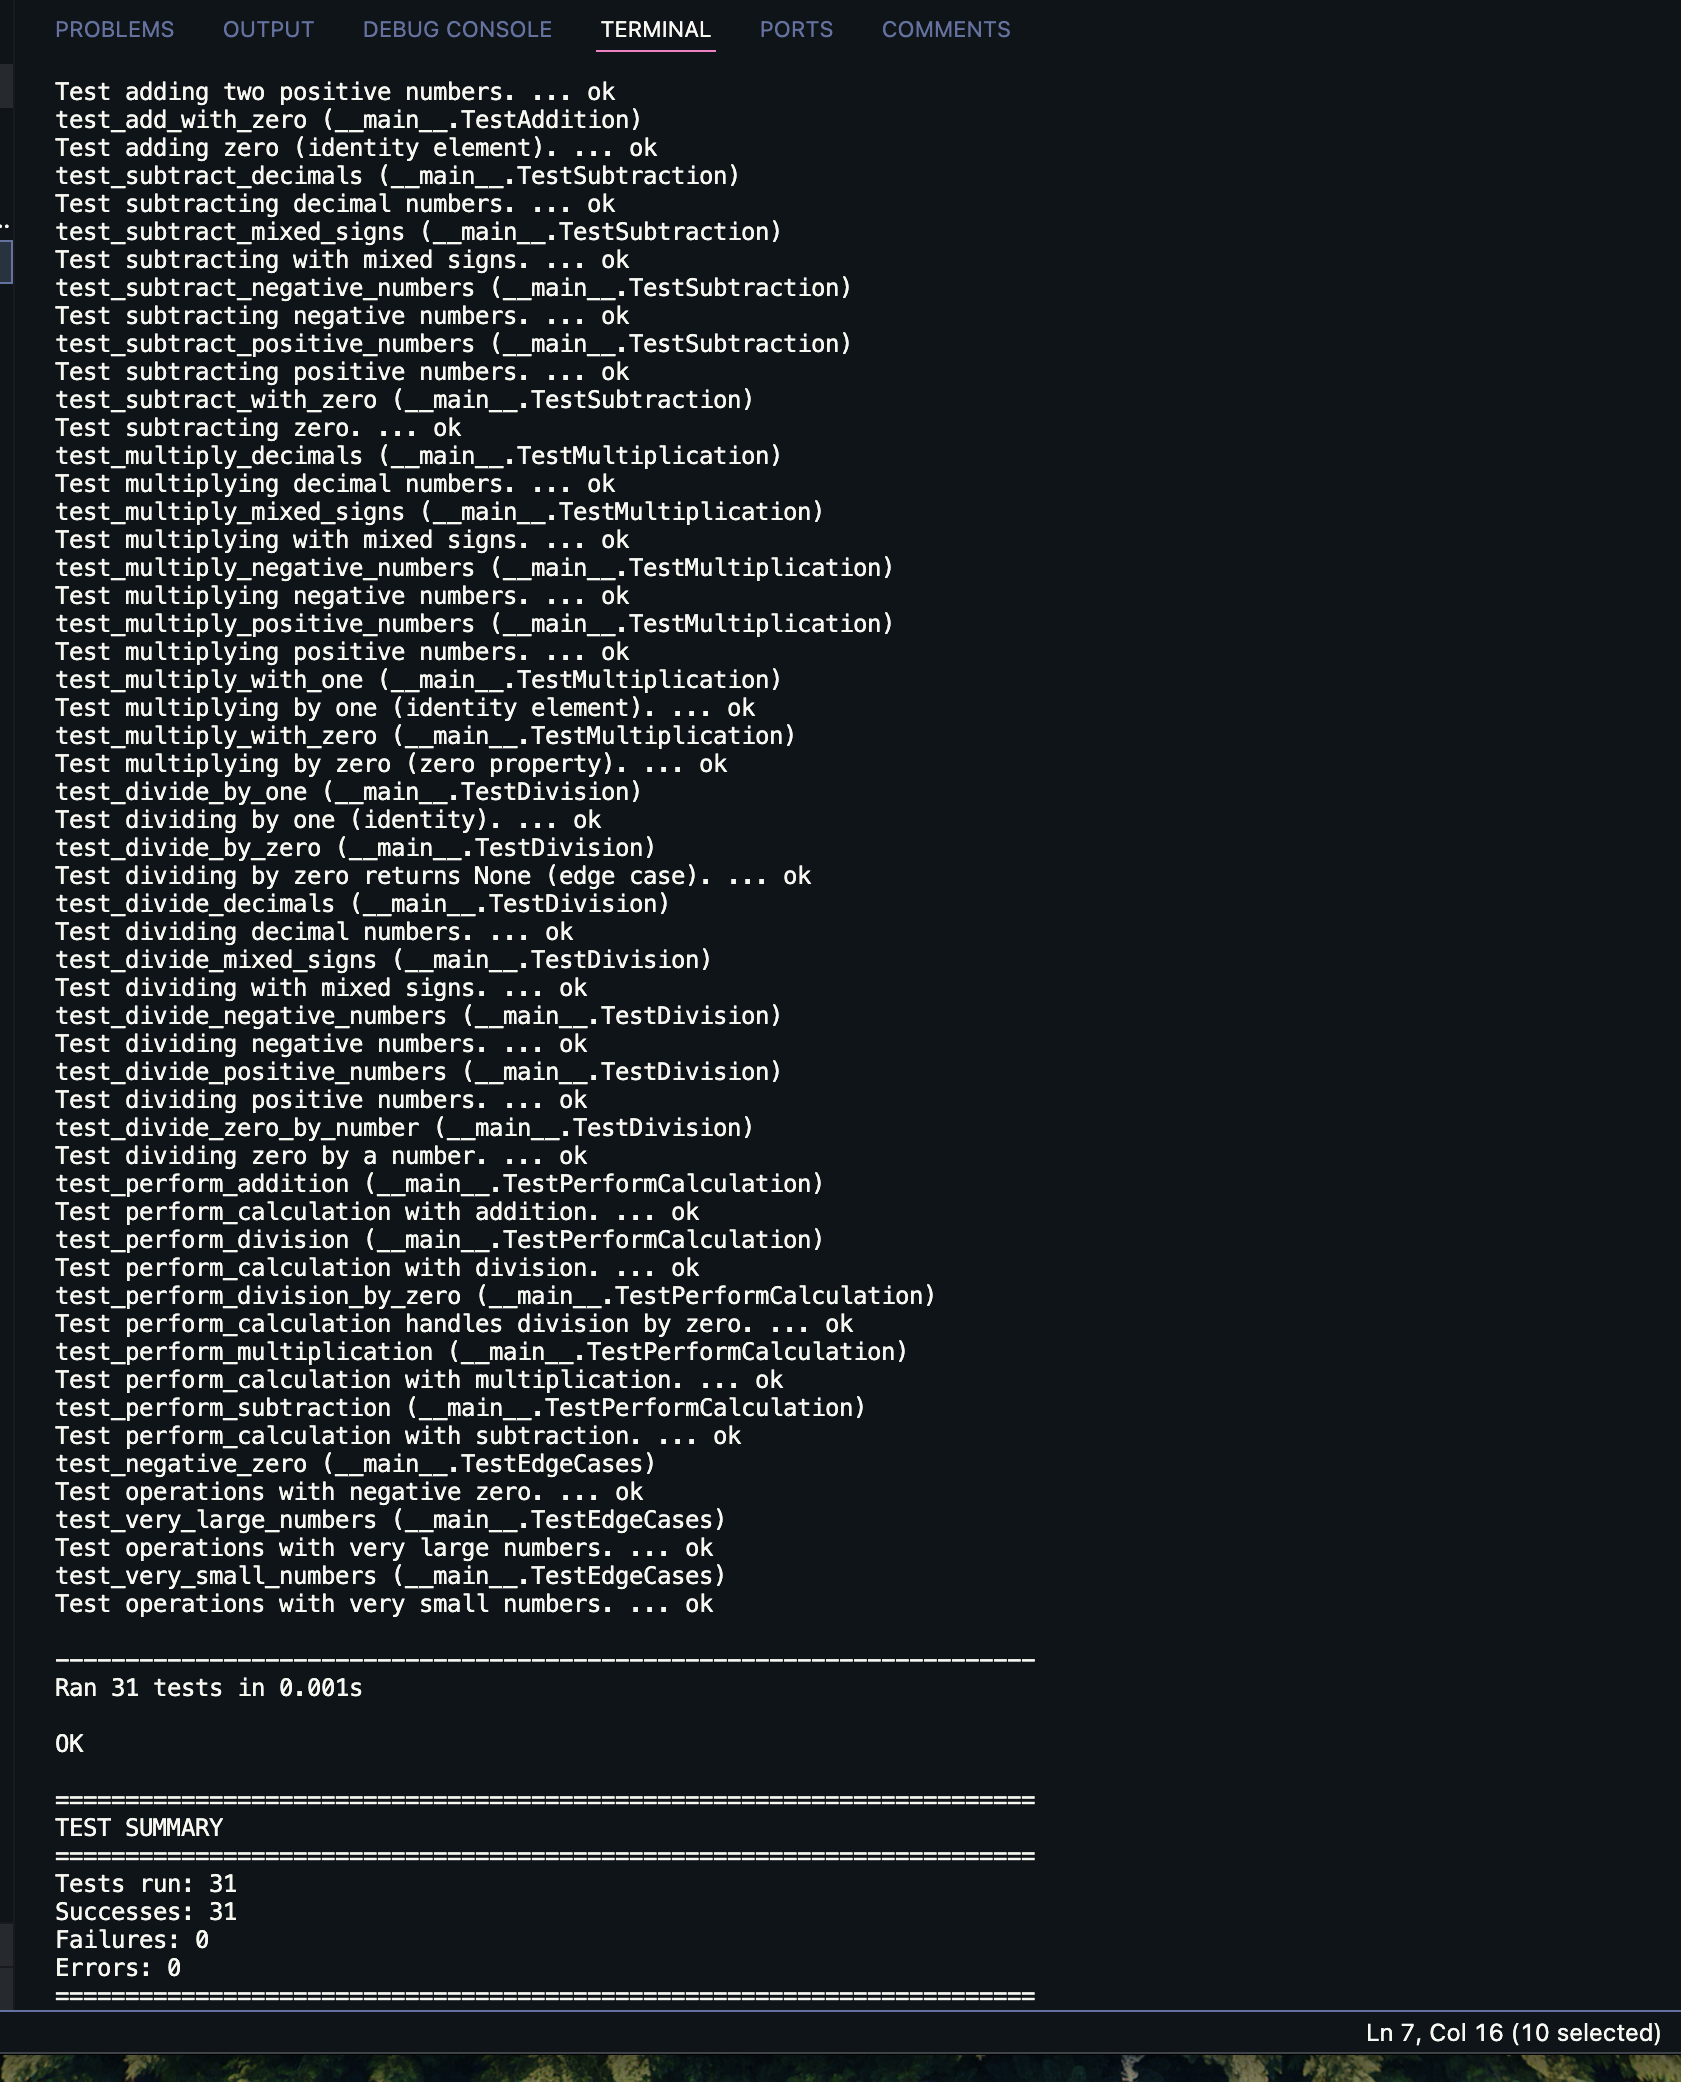 PROBLEMS OUTPUT DEBUG CONSOLE TERMINAL PORTS COMMENTS
Test adding two positive numbers. ... ok
test_add_with_zero (__main__.TestAddition)
Test adding zero (identity element). ... ok
test_subtract_decimals (__main__.TestSubtraction)
Test subtracting decimal numbers. ... ok
test_subtract_mixed_signs (__main__.TestSubtraction)
Test subtracting with mixed signs. ... ok
test_subtract_negative_numbers (__main__.TestSubtraction)
Test subtracting negative numbers. ... ok
test_subtract_positive_numbers (__main__.TestSubtraction)
Test subtracting positive numbers. ... ok
test_subtract_with_zero (__main__.TestSubtraction)
Test subtracting zero. ... ok
test_multiply_decimals (__main__.TestMultiplication)
Test multiplying decimal numbers. ... ok
test_multiply_mixed_signs (__main__.TestMultiplication)
Test multiplying with mixed signs. ... ok
test_multiply_negative_numbers (__main__.TestMultiplication)
Test multiplying negative numbers. ... ok
test_multiply_positive_numbers (__main__.TestMultiplication)
Test multiplying positive numbers. ... ok
test_multiply_with_one (__main__.TestMultiplication)
Test multiplying by one (identity element). ... ok
test_multiply_with_zero (__main__.TestMultiplication)
Test multiplying by zero (zero property). ... ok
test_divide_by_one (__main__.TestDivision)
Test dividing by one (identity). ... ok
test_divide_by_zero (__main__.TestDivision)
Test dividing by zero returns None (edge case). ... ok
test_divide_decimals (__main__.TestDivision)
Test dividing decimal numbers. ... ok
test_divide_mixed_signs (__main__.TestDivision)
Test dividing with mixed signs. ... ok
test_divide_negative_numbers (__main__.TestDivision)
Test dividing negative numbers. ... ok
test_divide_positive_numbers (__main__.TestDivision)
Test dividing positive numbers. ... ok
test_divide_zero_by_number (__main__.TestDivision)
Test dividing zero by a number. ... ok
test_perform_addition (__main__.TestPerformCalculation)
Test perform_calculation with addition. ... ok
test_perform_division (__main__.TestPerformCalculation)
Test perform_calculation with division. ... ok
test_perform_division_by_zero (__main__.TestPerformCalculation)
Test perform_calculation handles division by zero. ... ok
test_perform_multiplication (__main__.TestPerformCalculation)
Test perform_calculation with multiplication. ... ok
test_perform_subtraction (__main__.TestPerformCalculation)
Test perform_calculation with subtraction. ... ok
test_negative_zero (__main__.TestEdgeCases)
Test operations with negative zero. ... ok
test_very_large_numbers (__main__.TestEdgeCases)
Test operations with very large numbers. ... ok
test_very_small_numbers (__main__.TestEdgeCases)
Test operations with very small numbers. ... ok
----------------------------------------------------------------------
Ran 31 tests in 0.001s
OK
======================================================================
TEST SUMMARY
======================================================================
Tests run: 31
Successes: 31
Failures: 0
Errors: 0
======================================================================
Ln 7, Col 16 (10 selected)